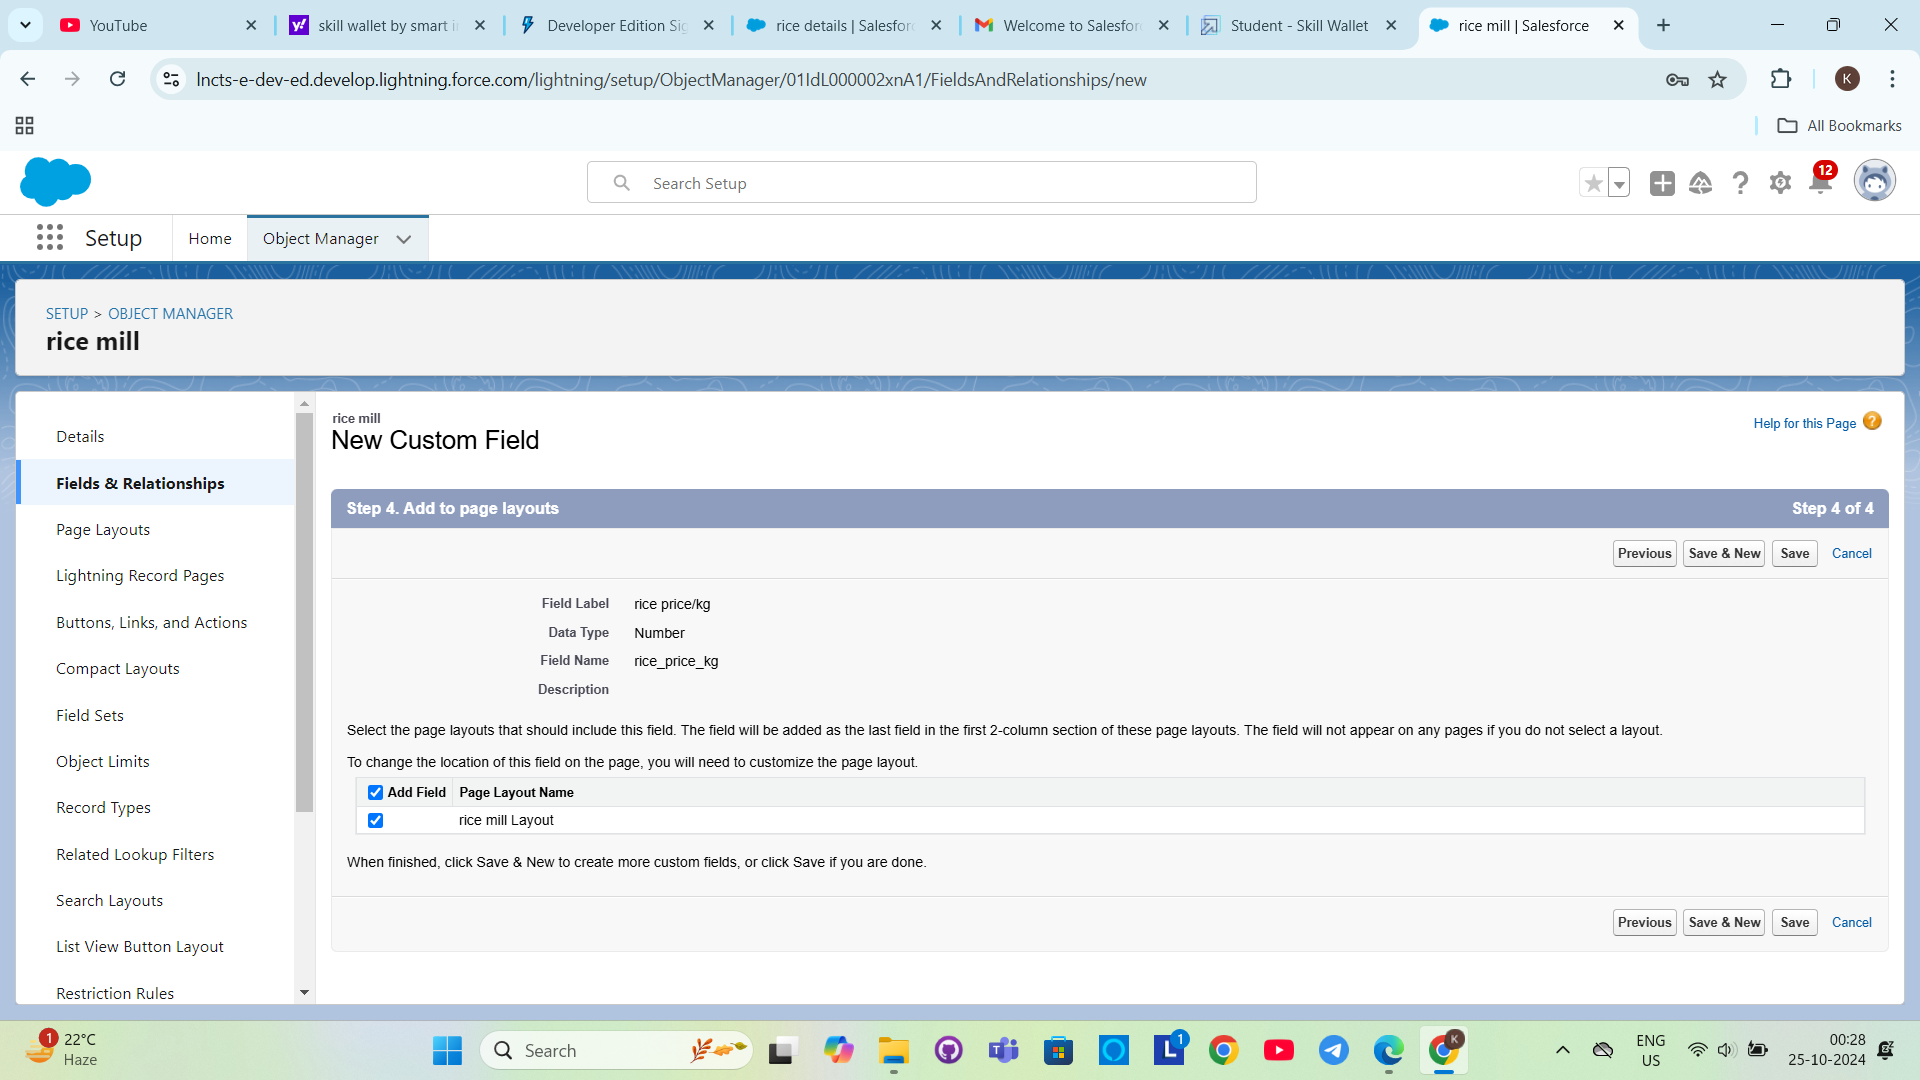 YouTube
skill wallet by smart in
Developer Edition Sig
rice details | Salesforc
Welcome to Salesforc
Student - Skill Wallet
rice mill | Salesforce
lncts-e-dev-ed.develop.lightning.force.com/lightning/setup/ObjectManager/01IdL000002xnA1/FieldsAndRelationships/new
K
All Bookmarks
Search Setup
12
Setup
Home
Object Manager
SETUP > OBJECT MANAGER
rice mill
Details
Fields & Relationships
Page Layouts
Lightning Record Pages
Buttons, Links, and Actions
Compact Layouts
Field Sets
Object Limits
Record Types
Related Lookup Filters
Search Layouts
List View Button Layout
Restriction Rules
rice mill
New Custom Field
Help for this Page
Step 4. Add to page layouts
Step 4 of 4
Previous
Save & New
Save
Cancel
Field Label rice price/kg
Data Type Number
Field Name rice_price_kg
Description
Select the page layouts that should include this field. The field will be added as the last field in the first 2-column section of these page layouts. The field will not appear on any pages if you do not select a layout.
To change the location of this field on the page, you will need to customize the page layout.
Add Field Page Layout Name
rice mill Layout
When finished, click Save & New to create more custom fields, or click Save if you are done.
Previous
Save & New
Save
Cancel
1
22°C
Haze
Search
L
1
K
ENG
US
00:28
25-10-2024